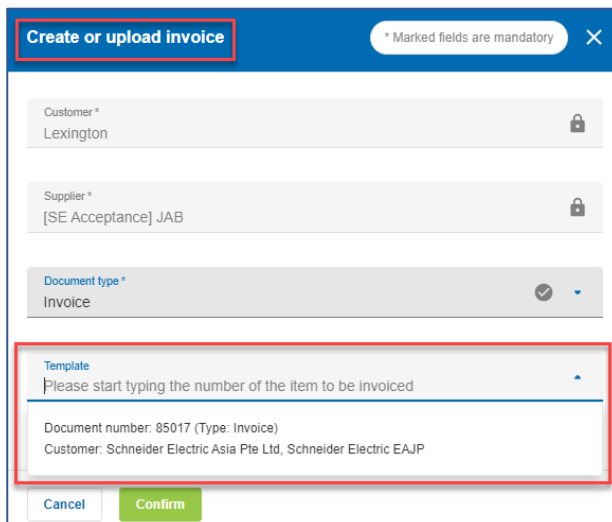 Create or upload invoice
* Marked fields are mandatory
Customer *
Lexington
Supplier *
[SE Acceptance] JAB
Document type *
Invoice
Template
Please start typing the number of the item to be invoiced
Document number: 85017 (Type: Invoice)
Customer: Schneider Electric Asia Pte Ltd, Schneider Electric EAJP
Cancel
Confirm